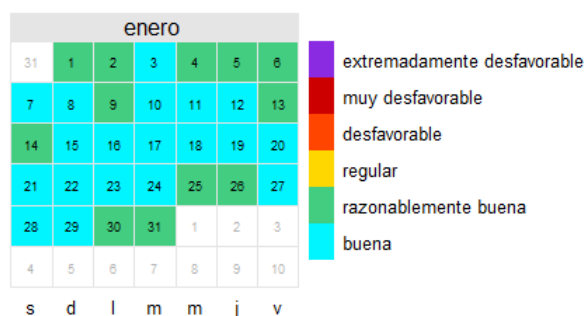 enero
31 1 2 3 4 5 6
7 8 9 10 11 12 13
14 15 16 17 18 19 20
21 22 23 24 25 26 27
28 29 30 31 1 2 3
4 5 6 7 8 9 10
s d l m m j v
extremadamente desfavorable
muy desfavorable
desfavorable
regular
razonablemente buena
buena